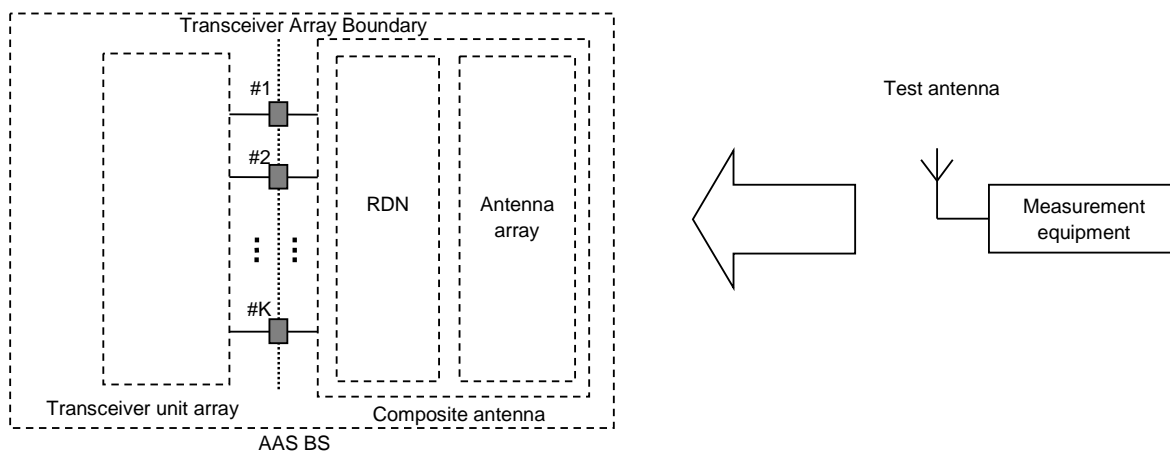 Transceiver Array Boundary
#1
#2
#K
RDN
Antenna
array
Transceiver unit array
Composite antenna
AAS BS
Test antenna
Measurement
equipment